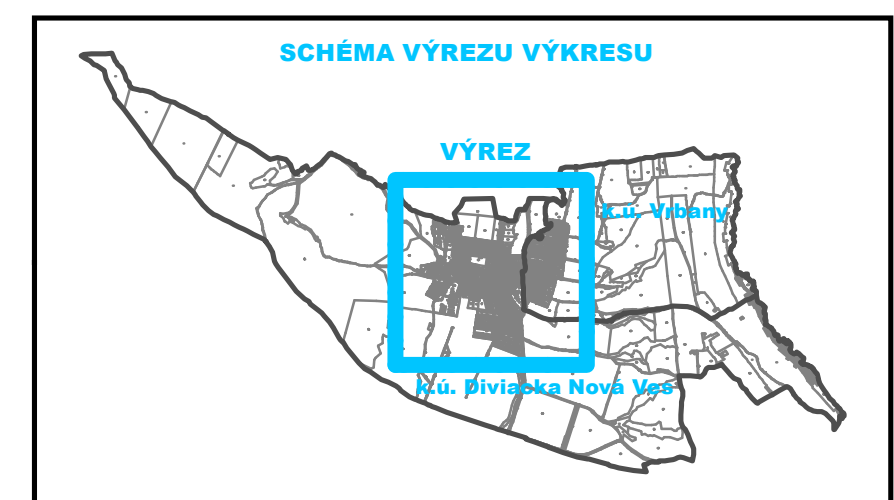 SCHÉMA VÝREZU VÝKRESU
VÝREZ
k.ú. Vrbany
k.ú. Diviacka Nová Ves